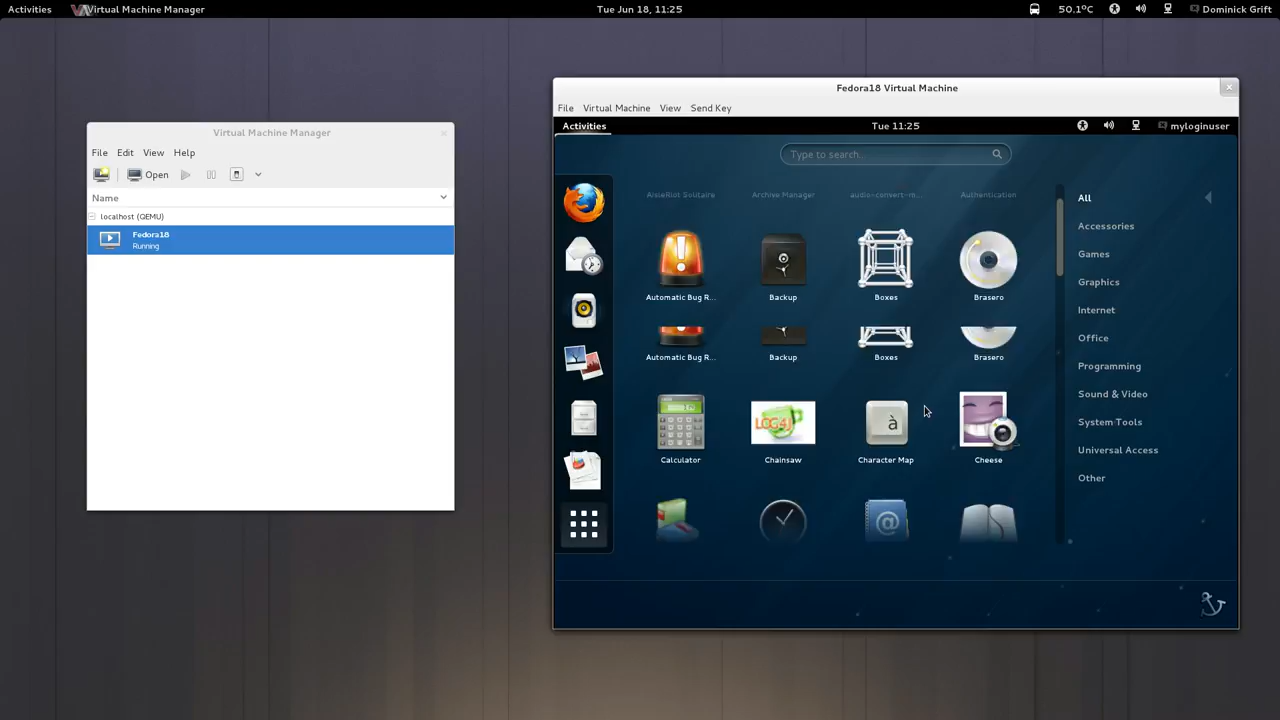 Activities
Virtual Machine Manager
Tue Jun 18, 11:25
50.1°C
Dominick Grift
Virtual Machine Manager
File Edit View Help
Open
Name
localhost (QEMU)
Fedora18
Running
Fedora18 Virtual Machine
File Virtual Machine View Send Key
Activities
Tue 11:25
myloginuser
Type to search...
AisleRiot Solitaire Archive Manager audio-convert-m... Authentication
Automatic Bug R... Backup Boxes Brasero
Automatic Bug R... Backup Boxes Brasero
LOG4J
à
Calculator Chainsaw Character Map Cheese
@
All
Accessories
Games
Graphics
Internet
Office
Programming
Sound & Video
System Tools
Universal Access
Other